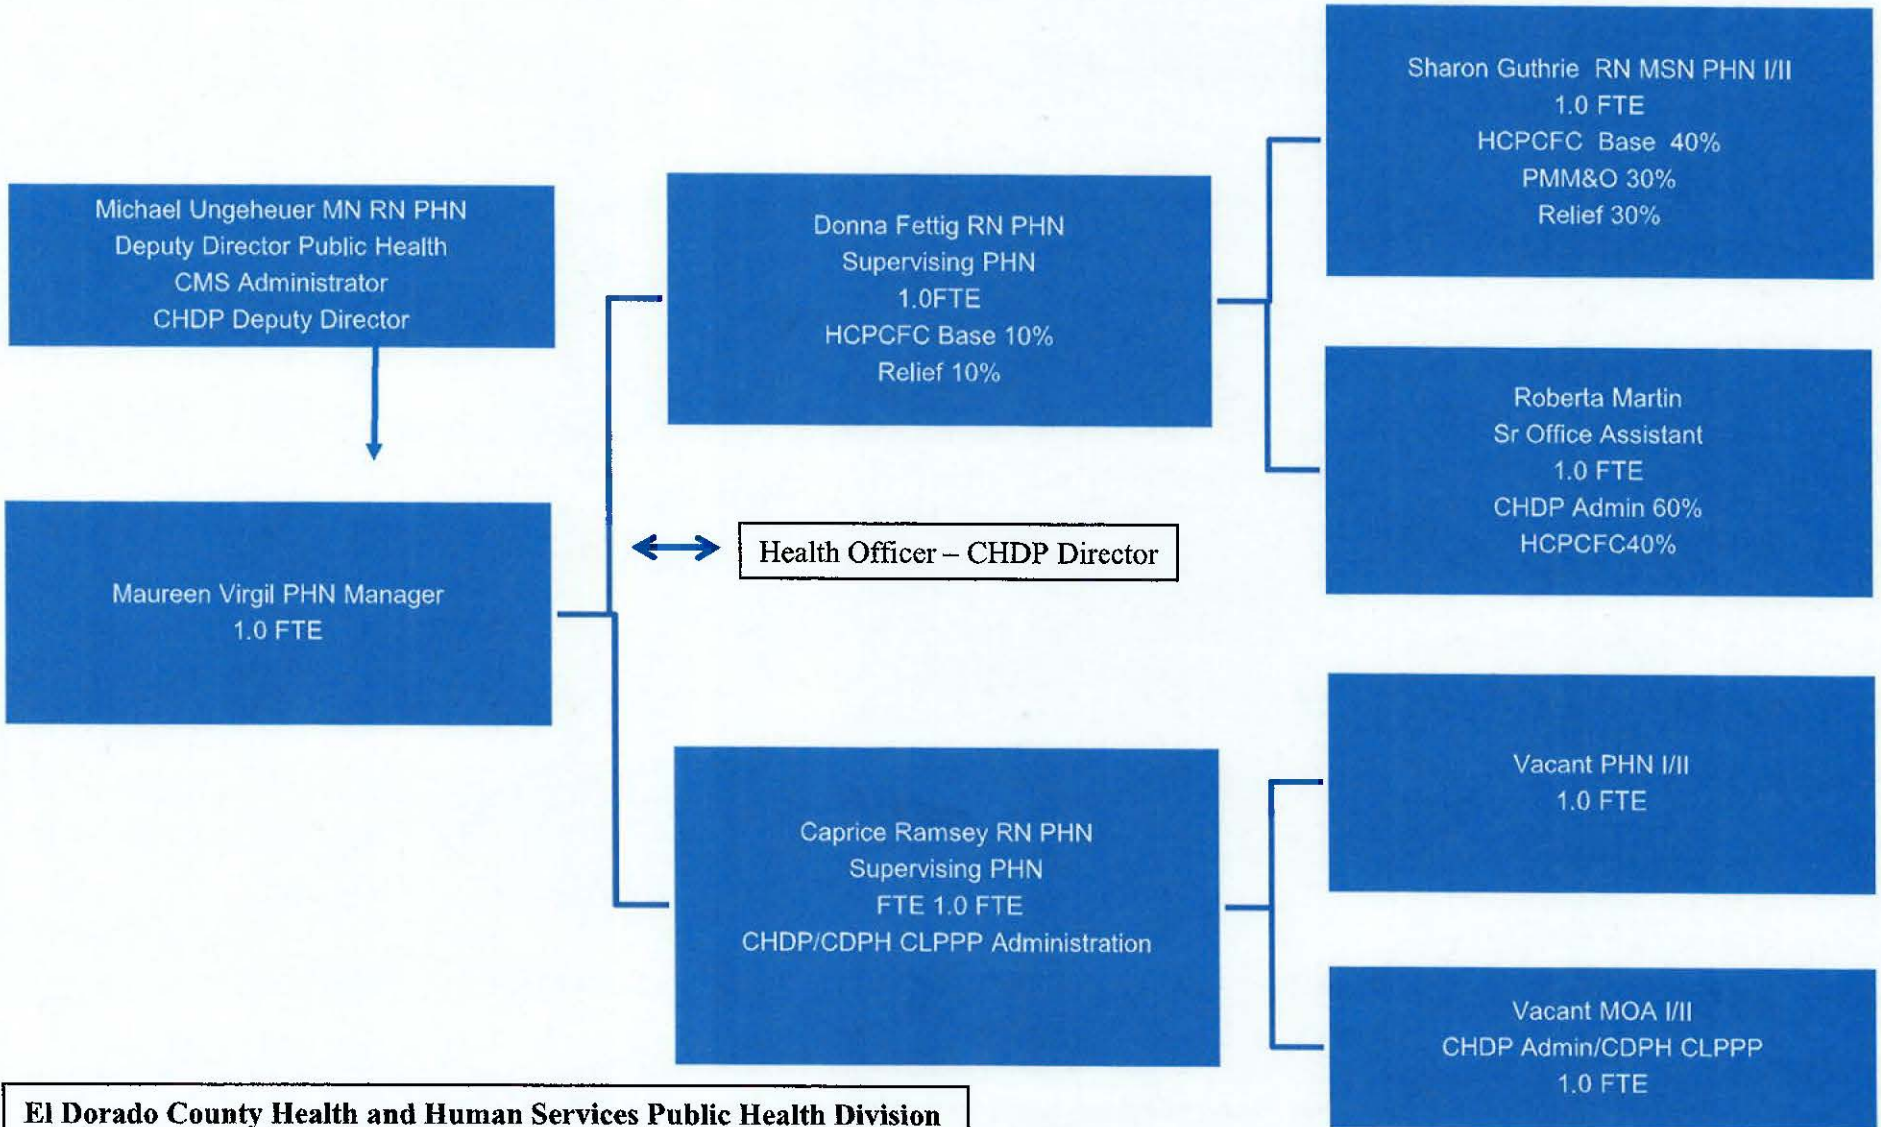 Michael Ungeheuer MN RN PHN
Deputy Director Public Health
CMS Administrator
CHDP Deputy Director
Maureen Virgil PHN Manager
1.0 FTE
Donna Fettig RN PHN
Supervising PHN
1.0FTE
HCPCFC Base 10%
Relief 10%
Health Officer – CHDP Director
Caprice Ramsey RN PHN
Supervising PHN
FTE 1.0 FTE
CHDP/CDPH CLPPP Administration
Sharon Guthrie  RN MSN PHN I/II
1.0 FTE
HCPCFC  Base  40%
PMM&O 30%
Relief 30%
Roberta Martin
Sr Office Assistant
1.0 FTE
CHDP Admin 60%
HCPCFC40%
Vacant PHN I/II
1.0 FTE
Vacant MOA I/II
CHDP Admin/CDPH CLPPP
1.0 FTE
El Dorado County Health and Human Services Public Health Division